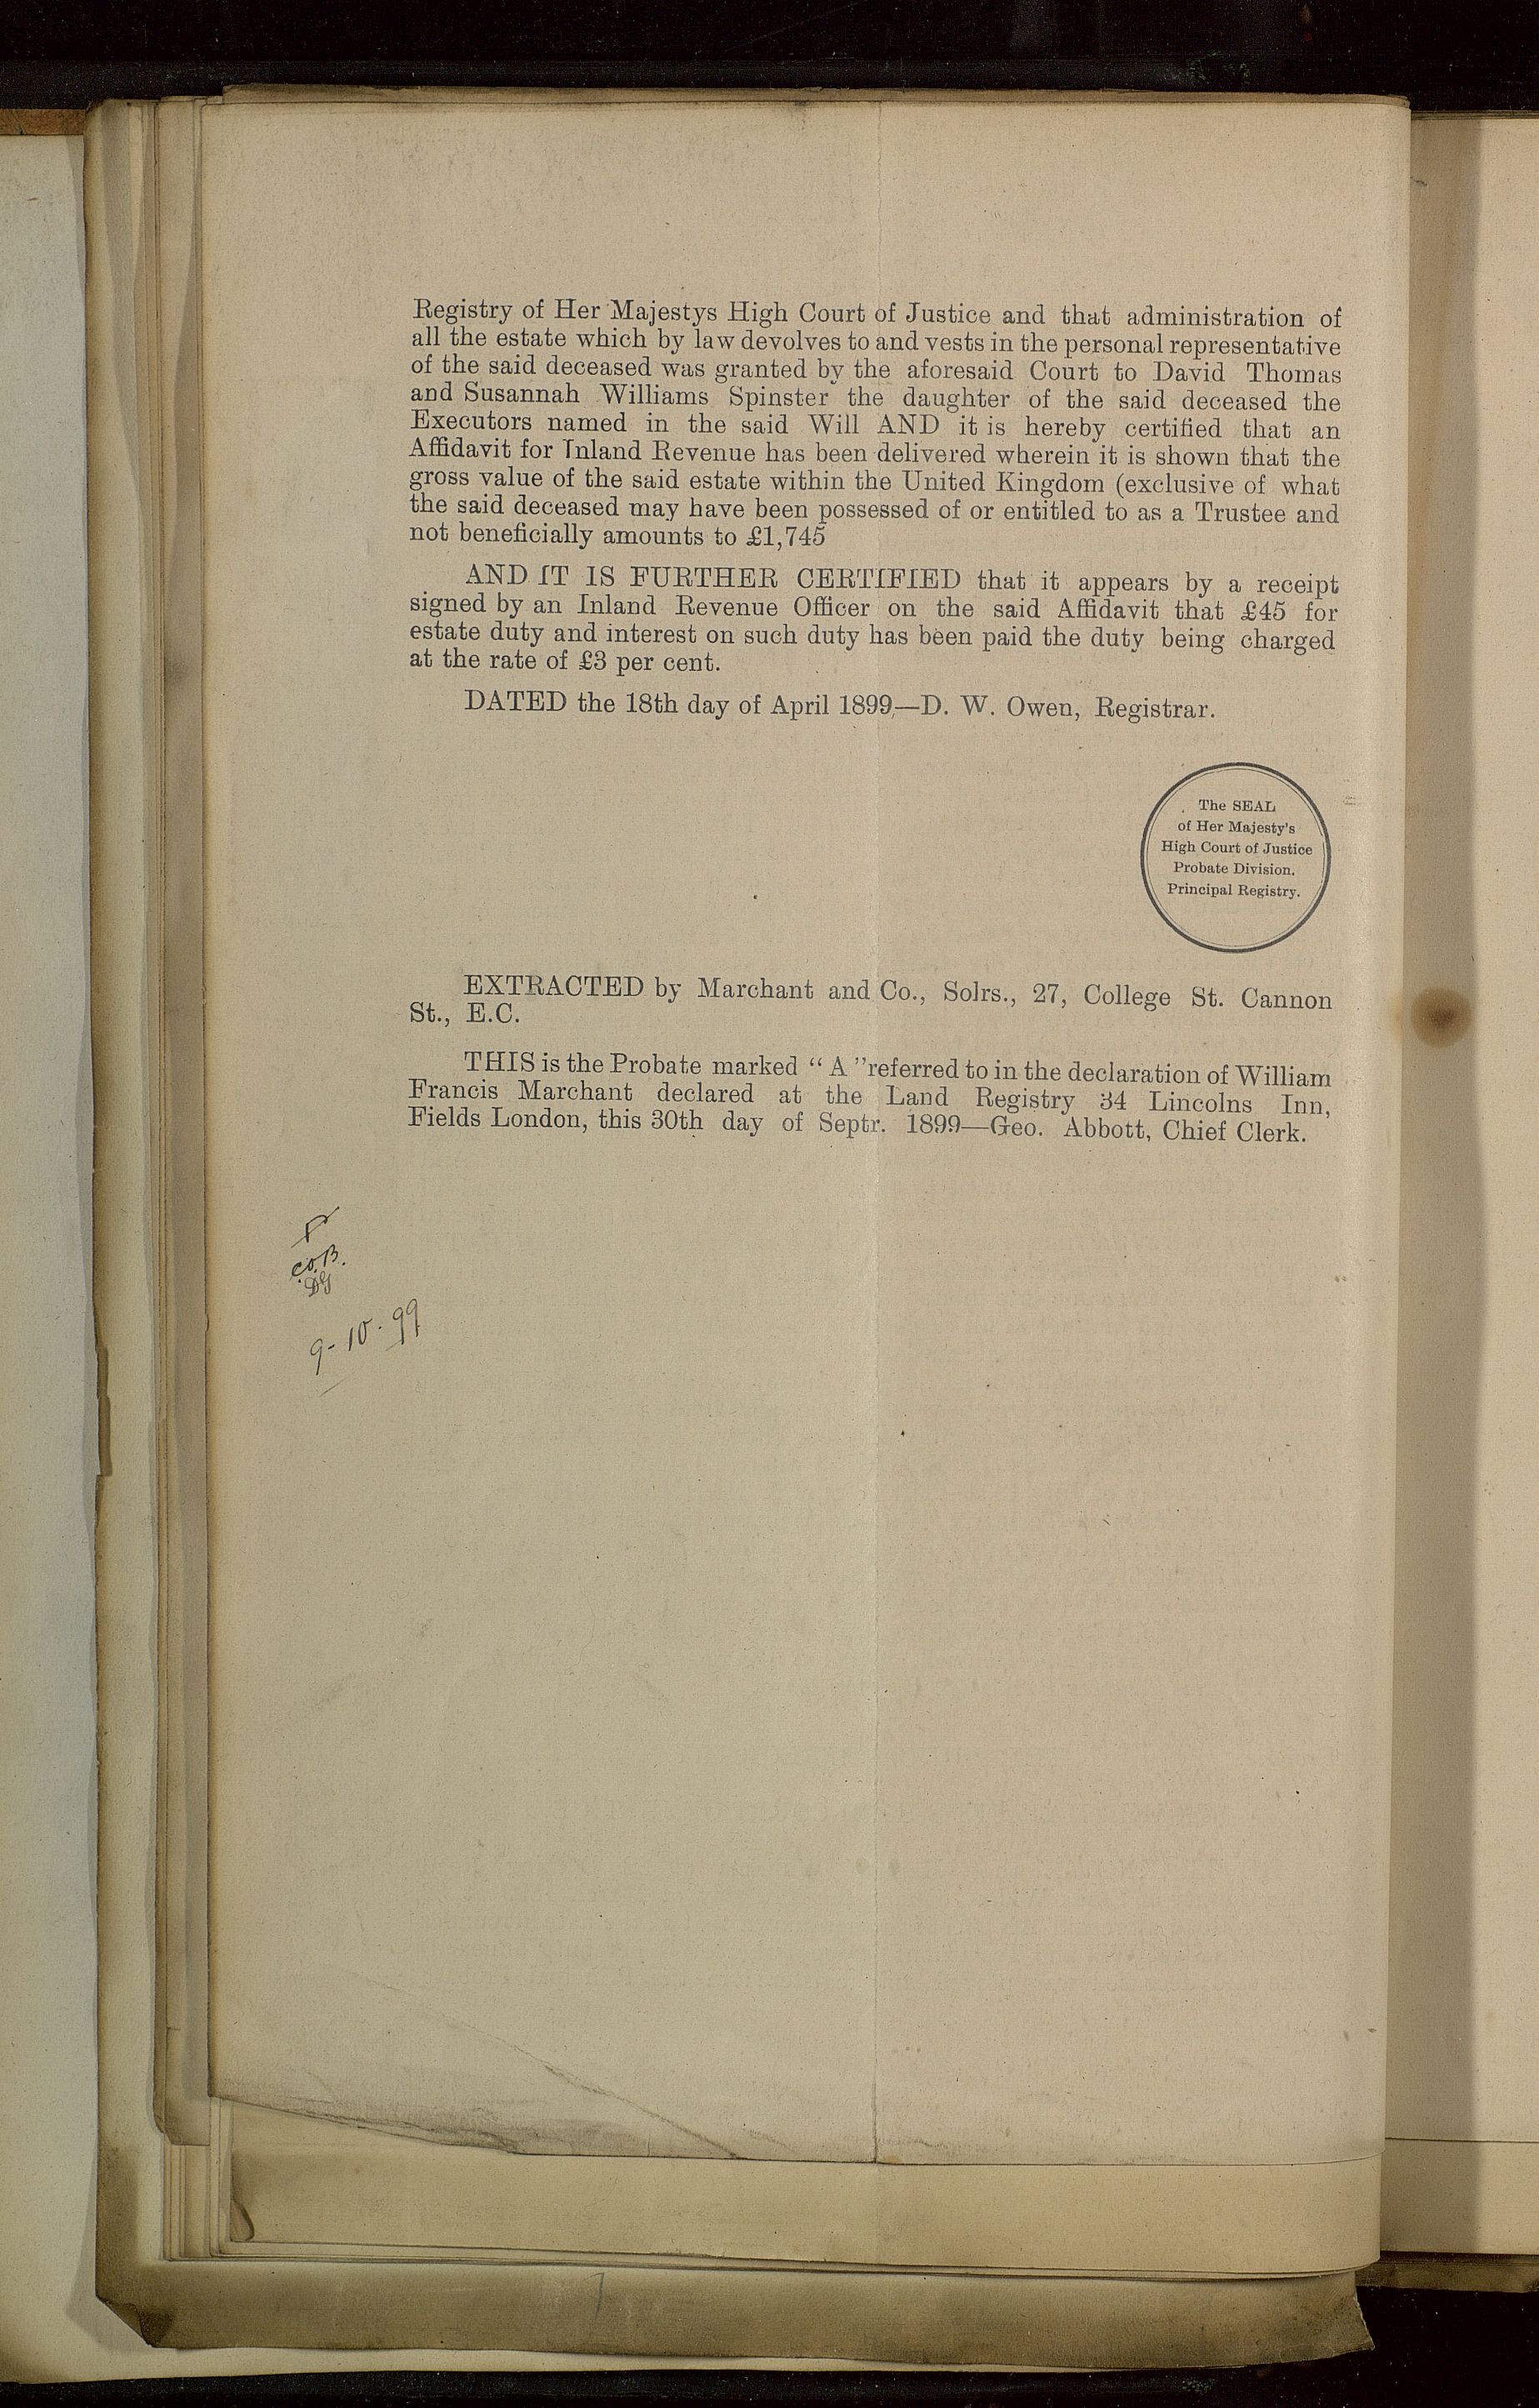 Registry of Her Majestys High Court of Justice and that administration of
all the estate which by law devolves to and vests in the personal representative
of the said deceased was granted by the aforesaid Court to David Thomas
and Susannah Williams Spinster the daughter of the said deceased the
Executors named in the said Will AND it is hereby certified that an
Affidavit for Inland Revenue has been delivered wherein it is shown that the
gross value of the said estate within the United Kingdom (exclusive of what
the said deceased may have been possessed of or entitled to as a Trustee and
not beneficially amounts to £1,745
AND IT IS FURTHER CERTIFIED that it appears by a receipt
signed by an Inland Revenue Officer on the said Affidavit that £45 for
estate duty and interest on such duty has been paid the duty being charged
at the rate of £3 per cent.
DATED the 18th day of April 1899—D. W. Owen, Registrar.
The SEAL
of Her Majesty's
High Court of Justice
Probate Division.
Principal Registry.
EXTRACTED by Marchant and Co., Solrs., 27, College St. Cannon
St., E.C.
THIS is the Probate marked “ A ” referred to in the declaration of William
Francis Marchant declared at the Land Registry 34 Lincolns Inn,
Fields London, this 30th day of Septr. 1899—Geo. Abbott, Chief Clerk.
C.O.B.
DG
9-10-99